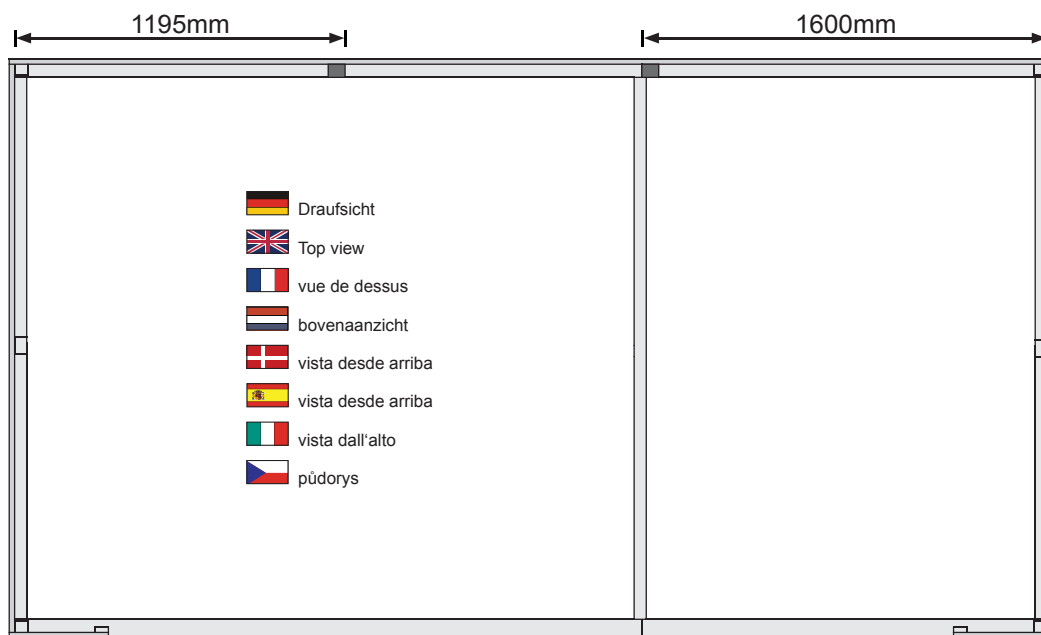 1195mm
1600mm
Draufsicht
Top view
vue de dessus
bovenaanzicht
vista desde arriba
vista desde arriba
vista dall‘alto
půdorys